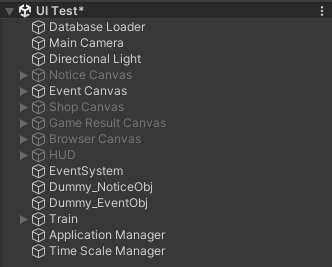 UI Test*
Database Loader
Main Camera
Directional Light
Notice Canvas
Event Canvas
Shop Canvas
Game Result Canvas
Browser Canvas
HUD
EventSystem
Dummy_NoticeObj
Dummy_EventObj
Train
Application Manager
Time Scale Manager